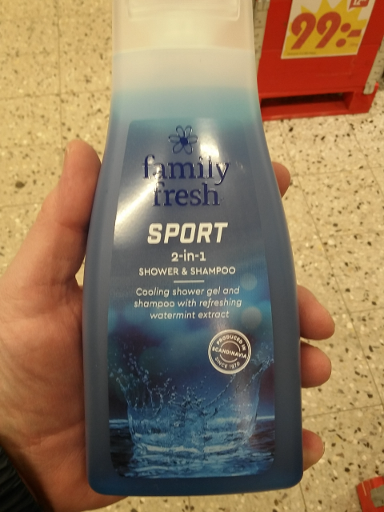 99:-
family
fresh
SPORT
2-in-1
SHOWER & SHAMPOO
Cooling shower gel and
shampoo with refreshing
watermint extract
PRODUCED IN
SCANDINAVIA